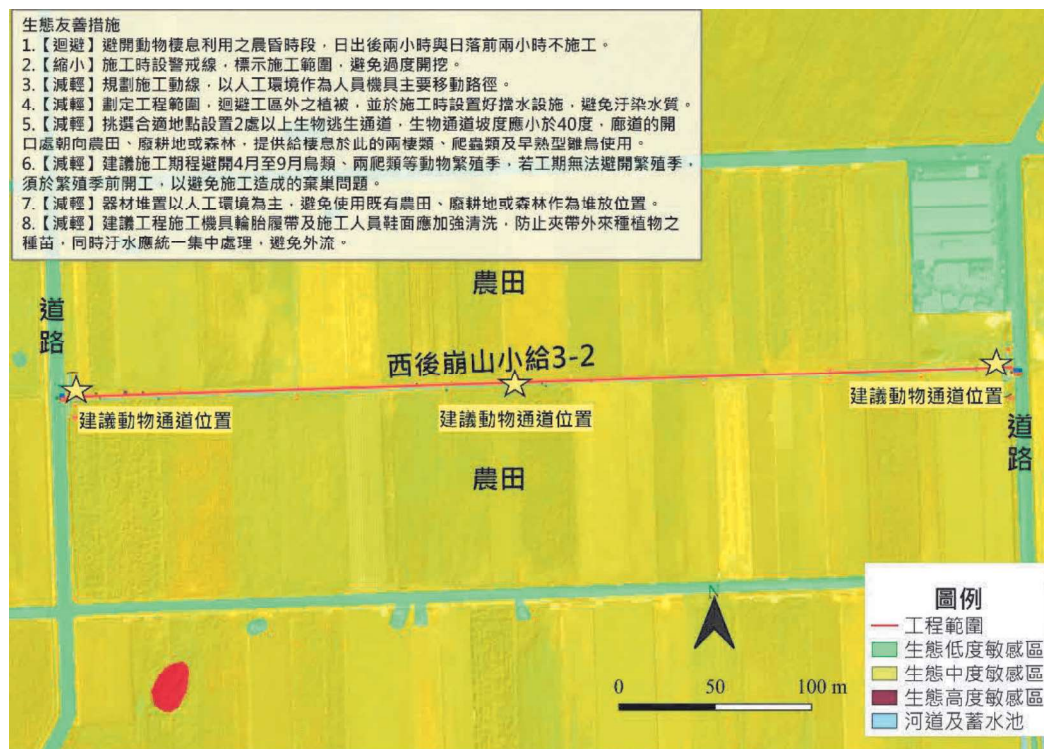 生態友善措施
1.【迴避】避開動物棲息利用之晨昏時段，日出後兩小時與日落前兩小時不施工。
2.【縮小】施工時設警戒線，標示施工範圍，避免過度開挖。
3.【減輕】規劃施工動線，以人工環境作為人員機具主要移動路徑。
4.【減輕】劃定工程範圍，迴避工區外之植被，並於施工時設置好擋水設施，避免汙染水質。
5.【減輕】挑選合適地點設置2處以上生物逃生通道，生物通道坡度應小於40度，廊道的開
口處朝向農田、廢耕地或森林，提供給棲息於此的兩棲類、爬蟲類及早熟型雛鳥使用。
6.【減輕】建議施工期程避開4月至9月鳥類、兩爬類等動物繁殖季，若工期無法避開繁殖季，
須於繁殖季前開工，以避免施工造成的棄巢問題。
7.【減輕】器材堆置以人工環境為主，避免使用既有農田、廢耕地或森林作為堆放位置。
8.【減輕】建議工程施工機具輪胎履帶及施工人員鞋面應加強清洗，防止夾帶外來種植物之
種苗，同時汙水應統一集中處理，避免外流。
農田
道路
西後崩山小給3-2
建議動物通道位置
建議動物通道位置
建議動物通道位置
道路
農田
N
0 50 100 m
圖例
工程範圍
生態低度敏感區
生態中度敏感區
生態高度敏感區
河道及蓄水池